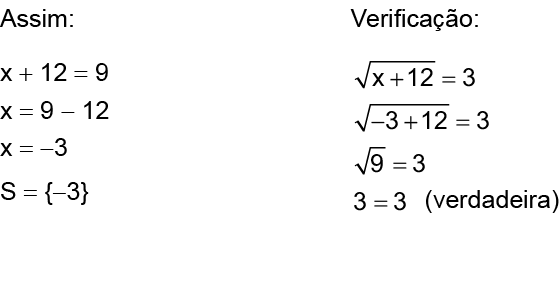 Assim:
x + 12 = 9
x = 9 – 12
x = –3
S = {–3}
Verificação:
√x + 12 = 3
√–3 + 12 = 3
√9 = 3
3 = 3 (verdadeira)